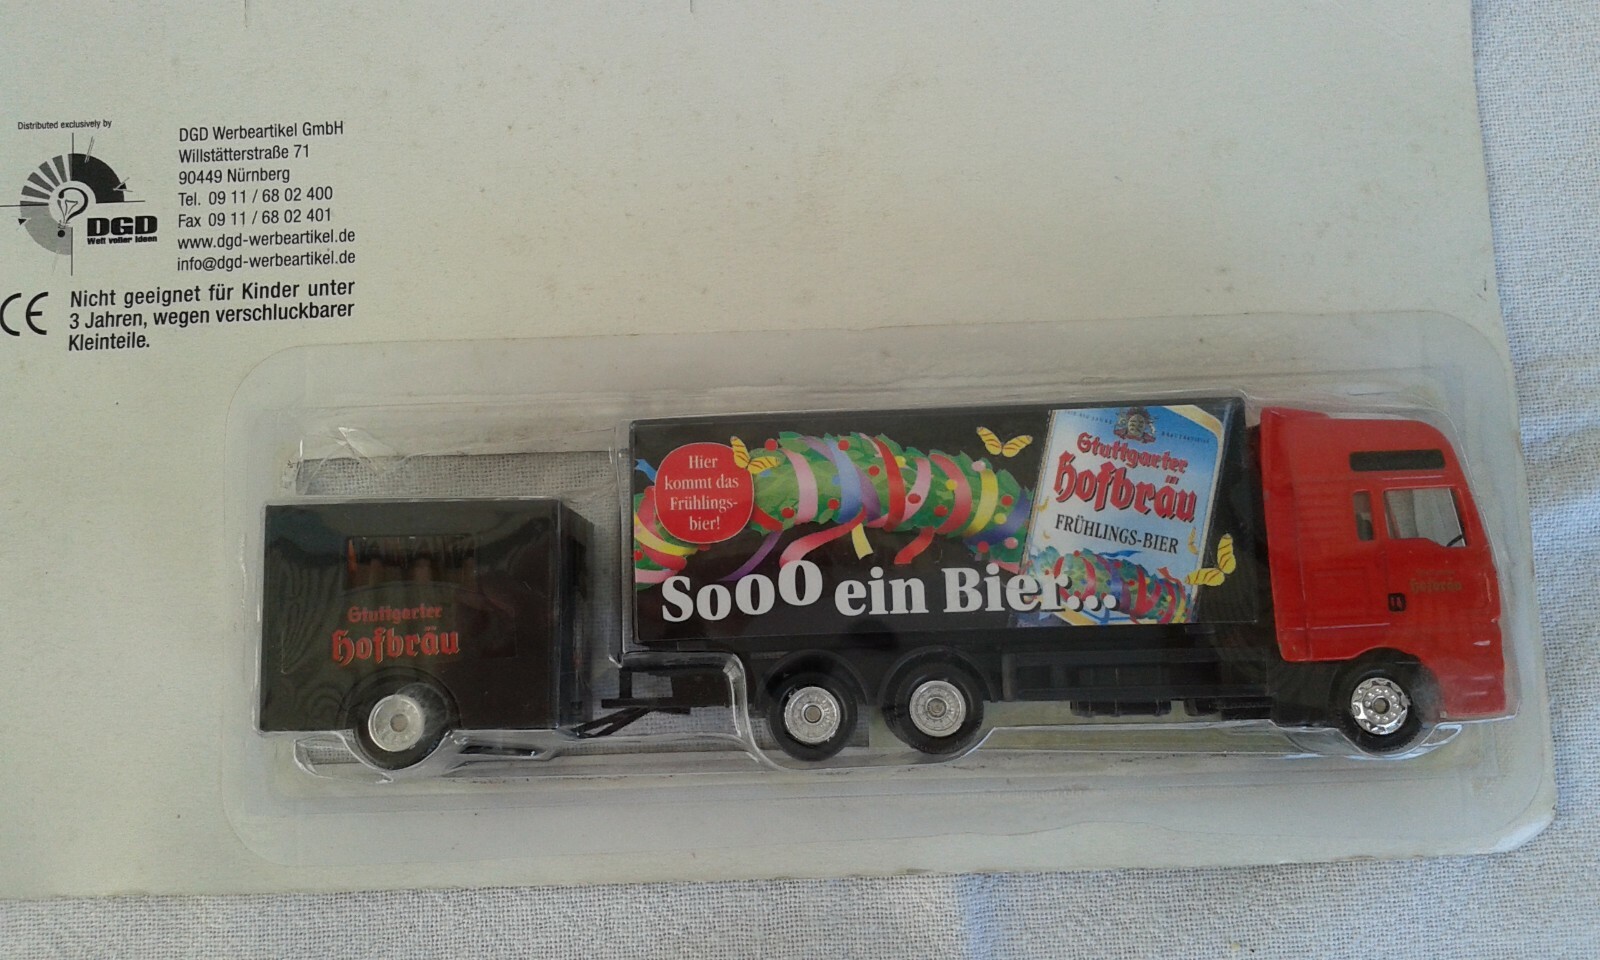 Distributed exclusively by
DGD
Welt voller Ideen
DGD Werbeartikel GmbH
Willstätterstraße 71
90449 Nürnberg
Tel. 09 11 / 68 02 400
Fax 09 11 / 68 02 401
www.dgd-werbeartikel.de
info@dgd-werbeartikel.de
CE
Nicht geeignet für Kinder unter
3 Jahren, wegen verschluckbarer
Kleinteile.
Hier
kommt das
Frühlings-
bier!
Sooo ein Bier...
Stuttgarter
Hofbräu
FRÜHLINGS-BIER
Stuttgarter
Hofbräu
Hofbräu